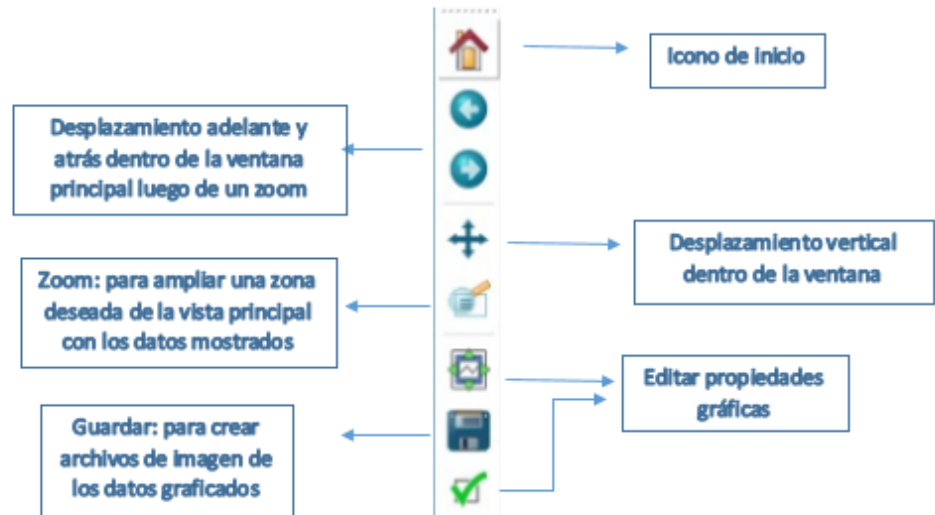 Icono de inicio
Desplazamiento adelante y
atrás dentro de la ventana
principal luego de un zoom
Desplazamiento vertical
dentro de la ventana
Zoom: para ampliar una zona
deseada de la vista principal
con los datos mostrados
Editar propiedades
gráficas
Guardar: para crear
archivos de imagen de
los datos graficados